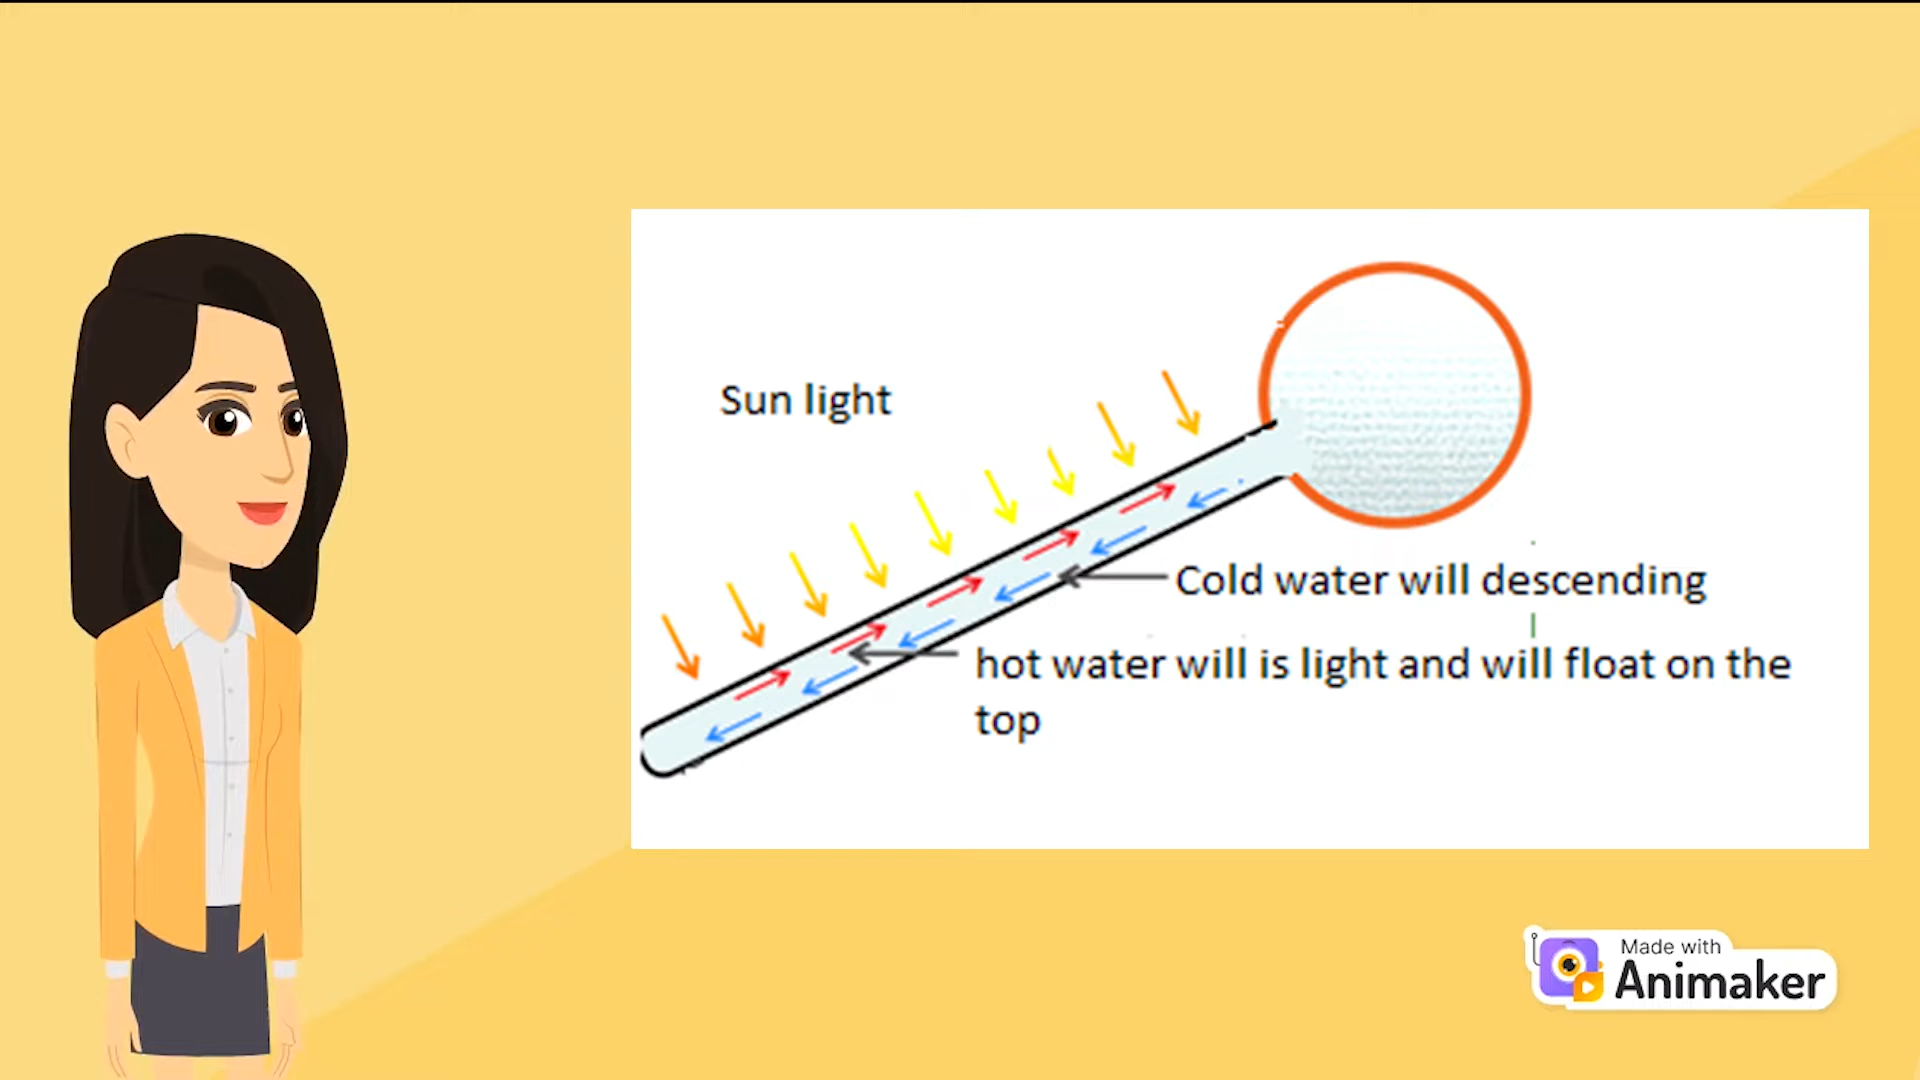 Sun light
Cold water will descending
hot water will is light and will float on the
top
Made with
Animaker